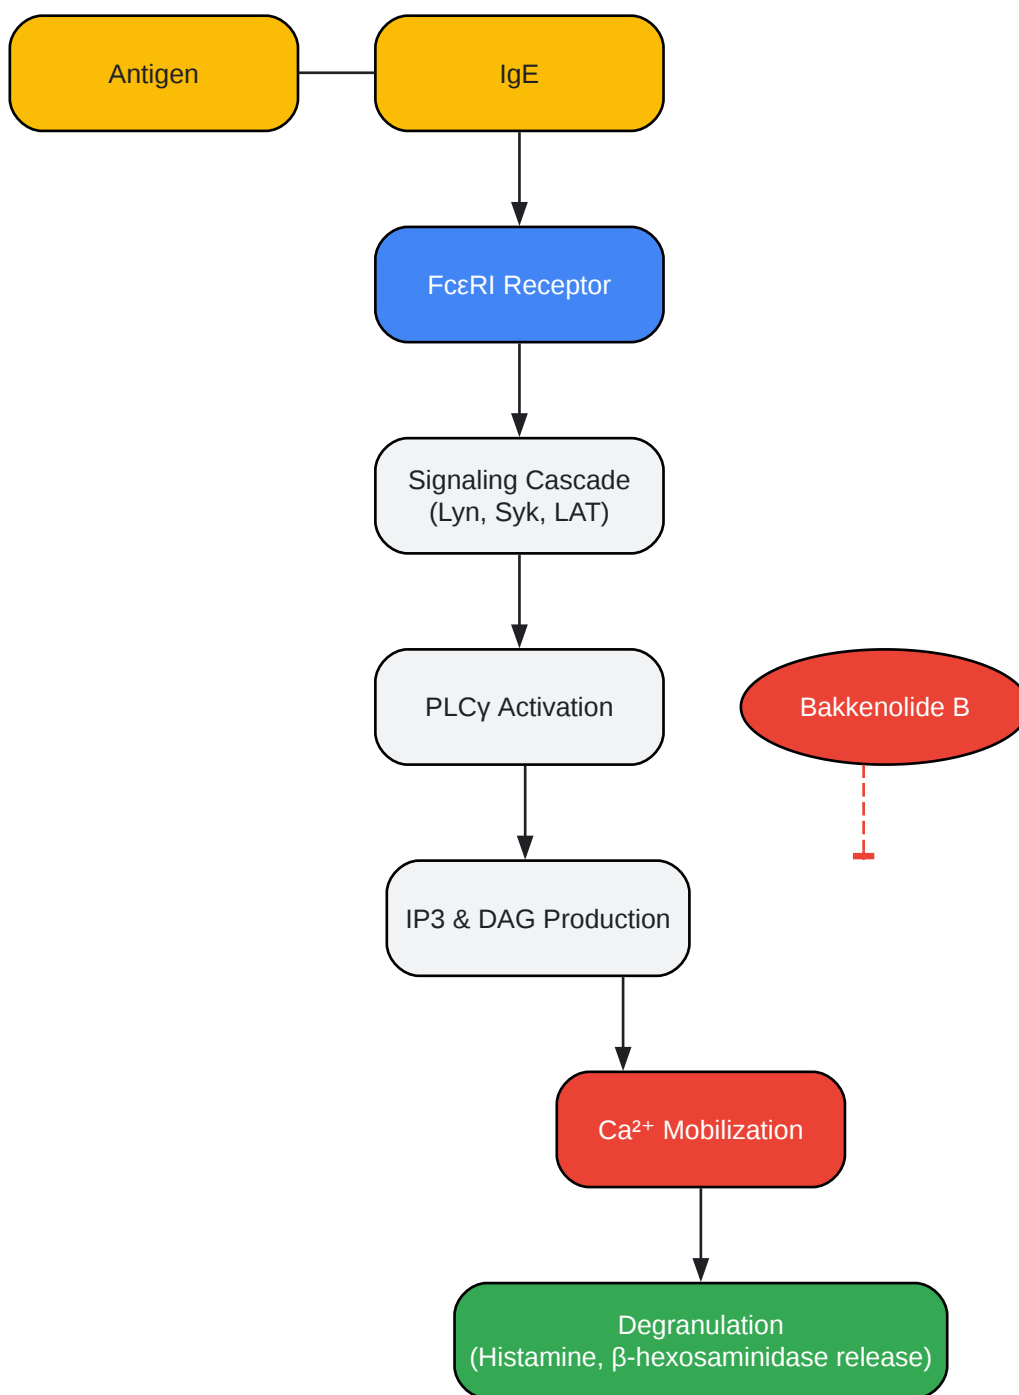 Antigen
IgE
FcεRI Receptor
Signaling Cascade
(Lyn, Syk, LAT)
PLCγ Activation
Bakkenolide B
IP3 & DAG Production
Ca²⁺ Mobilization
Degranulation
(Histamine, β-hexosaminidase release)